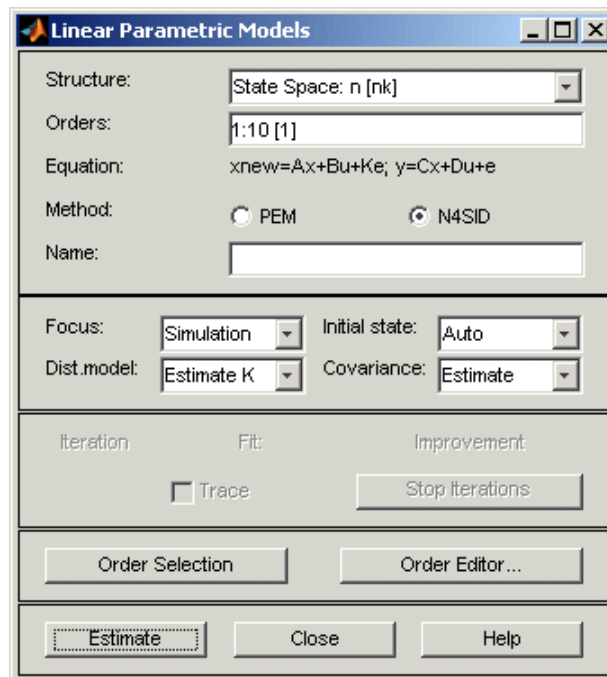 Linear Parametric Models
Structure: State Space: n [nk]
Orders: 1:10 [1]
Equation: xnew=Ax+Bu+Ke; y=Cx+Du+e
Method: PEM N4SID
Name:
Focus: Simulation Initial state: Auto
Dist.model: Estimate K Covariance: Estimate
Iteration Fit: Improvement
Trace Stop Iterations
Order Selection Order Editor...
Estimate Close Help